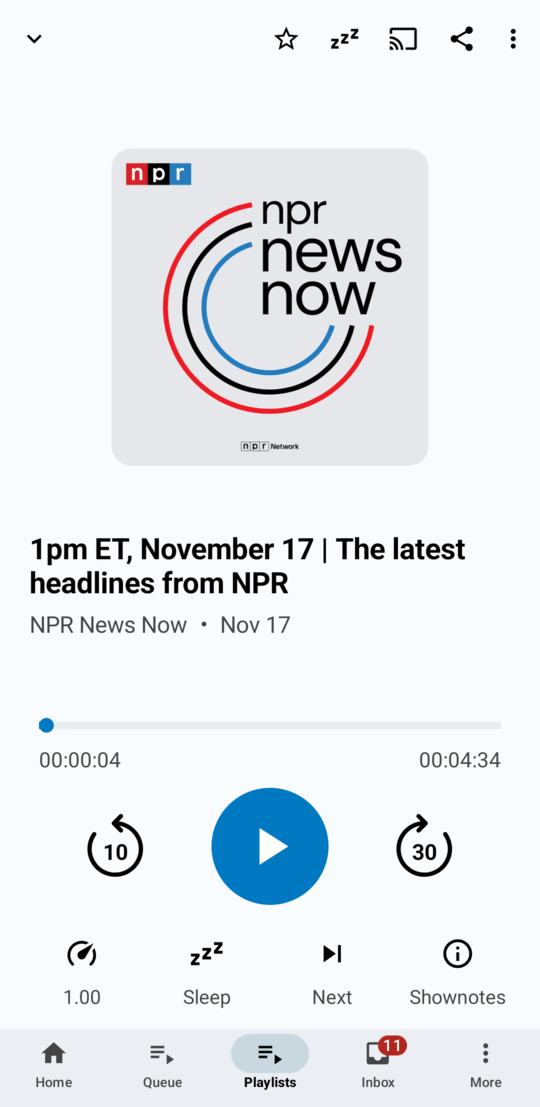 zzz
npr
npr
news
now
npr Network
1pm ET, November 17 | The latest
headlines from NPR
NPR News Now • Nov 17
00:00:04
00:04:34
10
30
zzz
1.00
Sleep
Next
Shownotes
11
Home
Queue
Playlists
Inbox
More